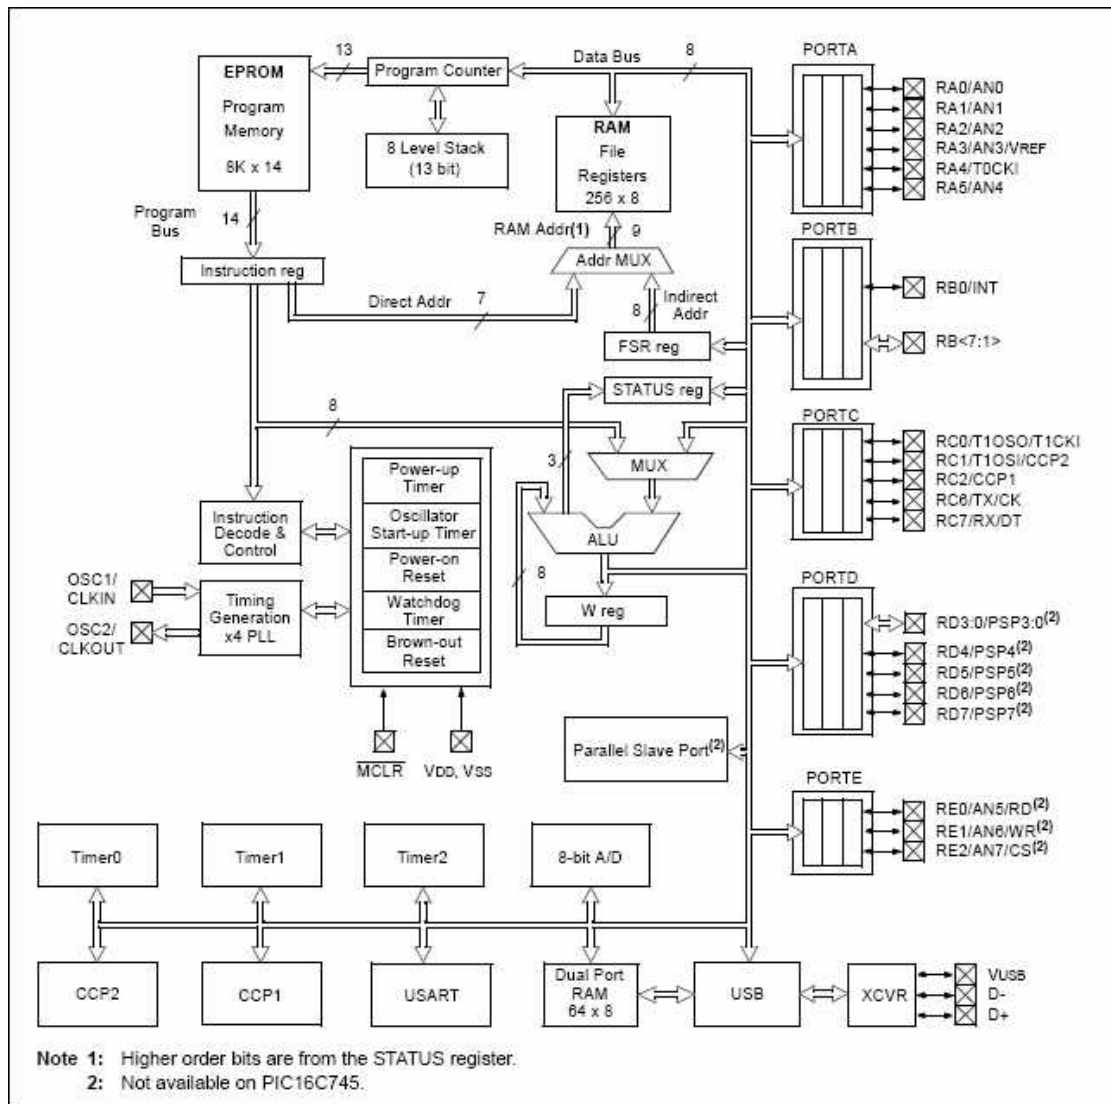 EPROM
Program
Memory
8K x 14
13
Program Counter
8 Level Stack
(13 bit)
Data Bus
8
RAM
File
Registers
256 x 8
Program
Bus
14
RAM Addr(1)
9
Addr MUX
Instruction reg
Direct Addr
7
8
Indirect
Addr
FSR reg
STATUS reg
8
3
MUX
ALU
8
W reg
Power-up
Timer
Oscillator
Start-up Timer
Power-on
Reset
Watchdog
Timer
Brown-out
Reset
Instruction
Decode &
Control
Timing
Generation
x4 PLL
OSC1/
CLKIN
OSC2/
CLKOUT
MCLR
VDD, VSS
Parallel Slave Port(2)
PORTA
RA0/AN0
RA1/AN1
RA2/AN2
RA3/AN3/VREF
RA4/T0CKI
RA5/AN4
PORTB
RB0/INT
RB<7:1>
PORTC
RC0/T1OSO/T1CKI
RC1/T1OSI/CCP2
RC2/CCP1
RC6/TX/CK
RC7/RX/DT
PORTD
RD3:0/PSP3:0(2)
RD4/PSP4(2)
RD5/PSP5(2)
RD6/PSP6(2)
RD7/PSP7(2)
PORTE
RE0/AN5/RD(2)
RE1/AN6/WR(2)
RE2/AN7/CS(2)
Timer0
Timer1
Timer2
8-bit A/D
CCP2
CCP1
USART
Dual Port
RAM
64 x 8
USB
XCVR
VUSB
D-
D+
Note 1: Higher order bits are from the STATUS register.
2: Not available on PIC16C745.